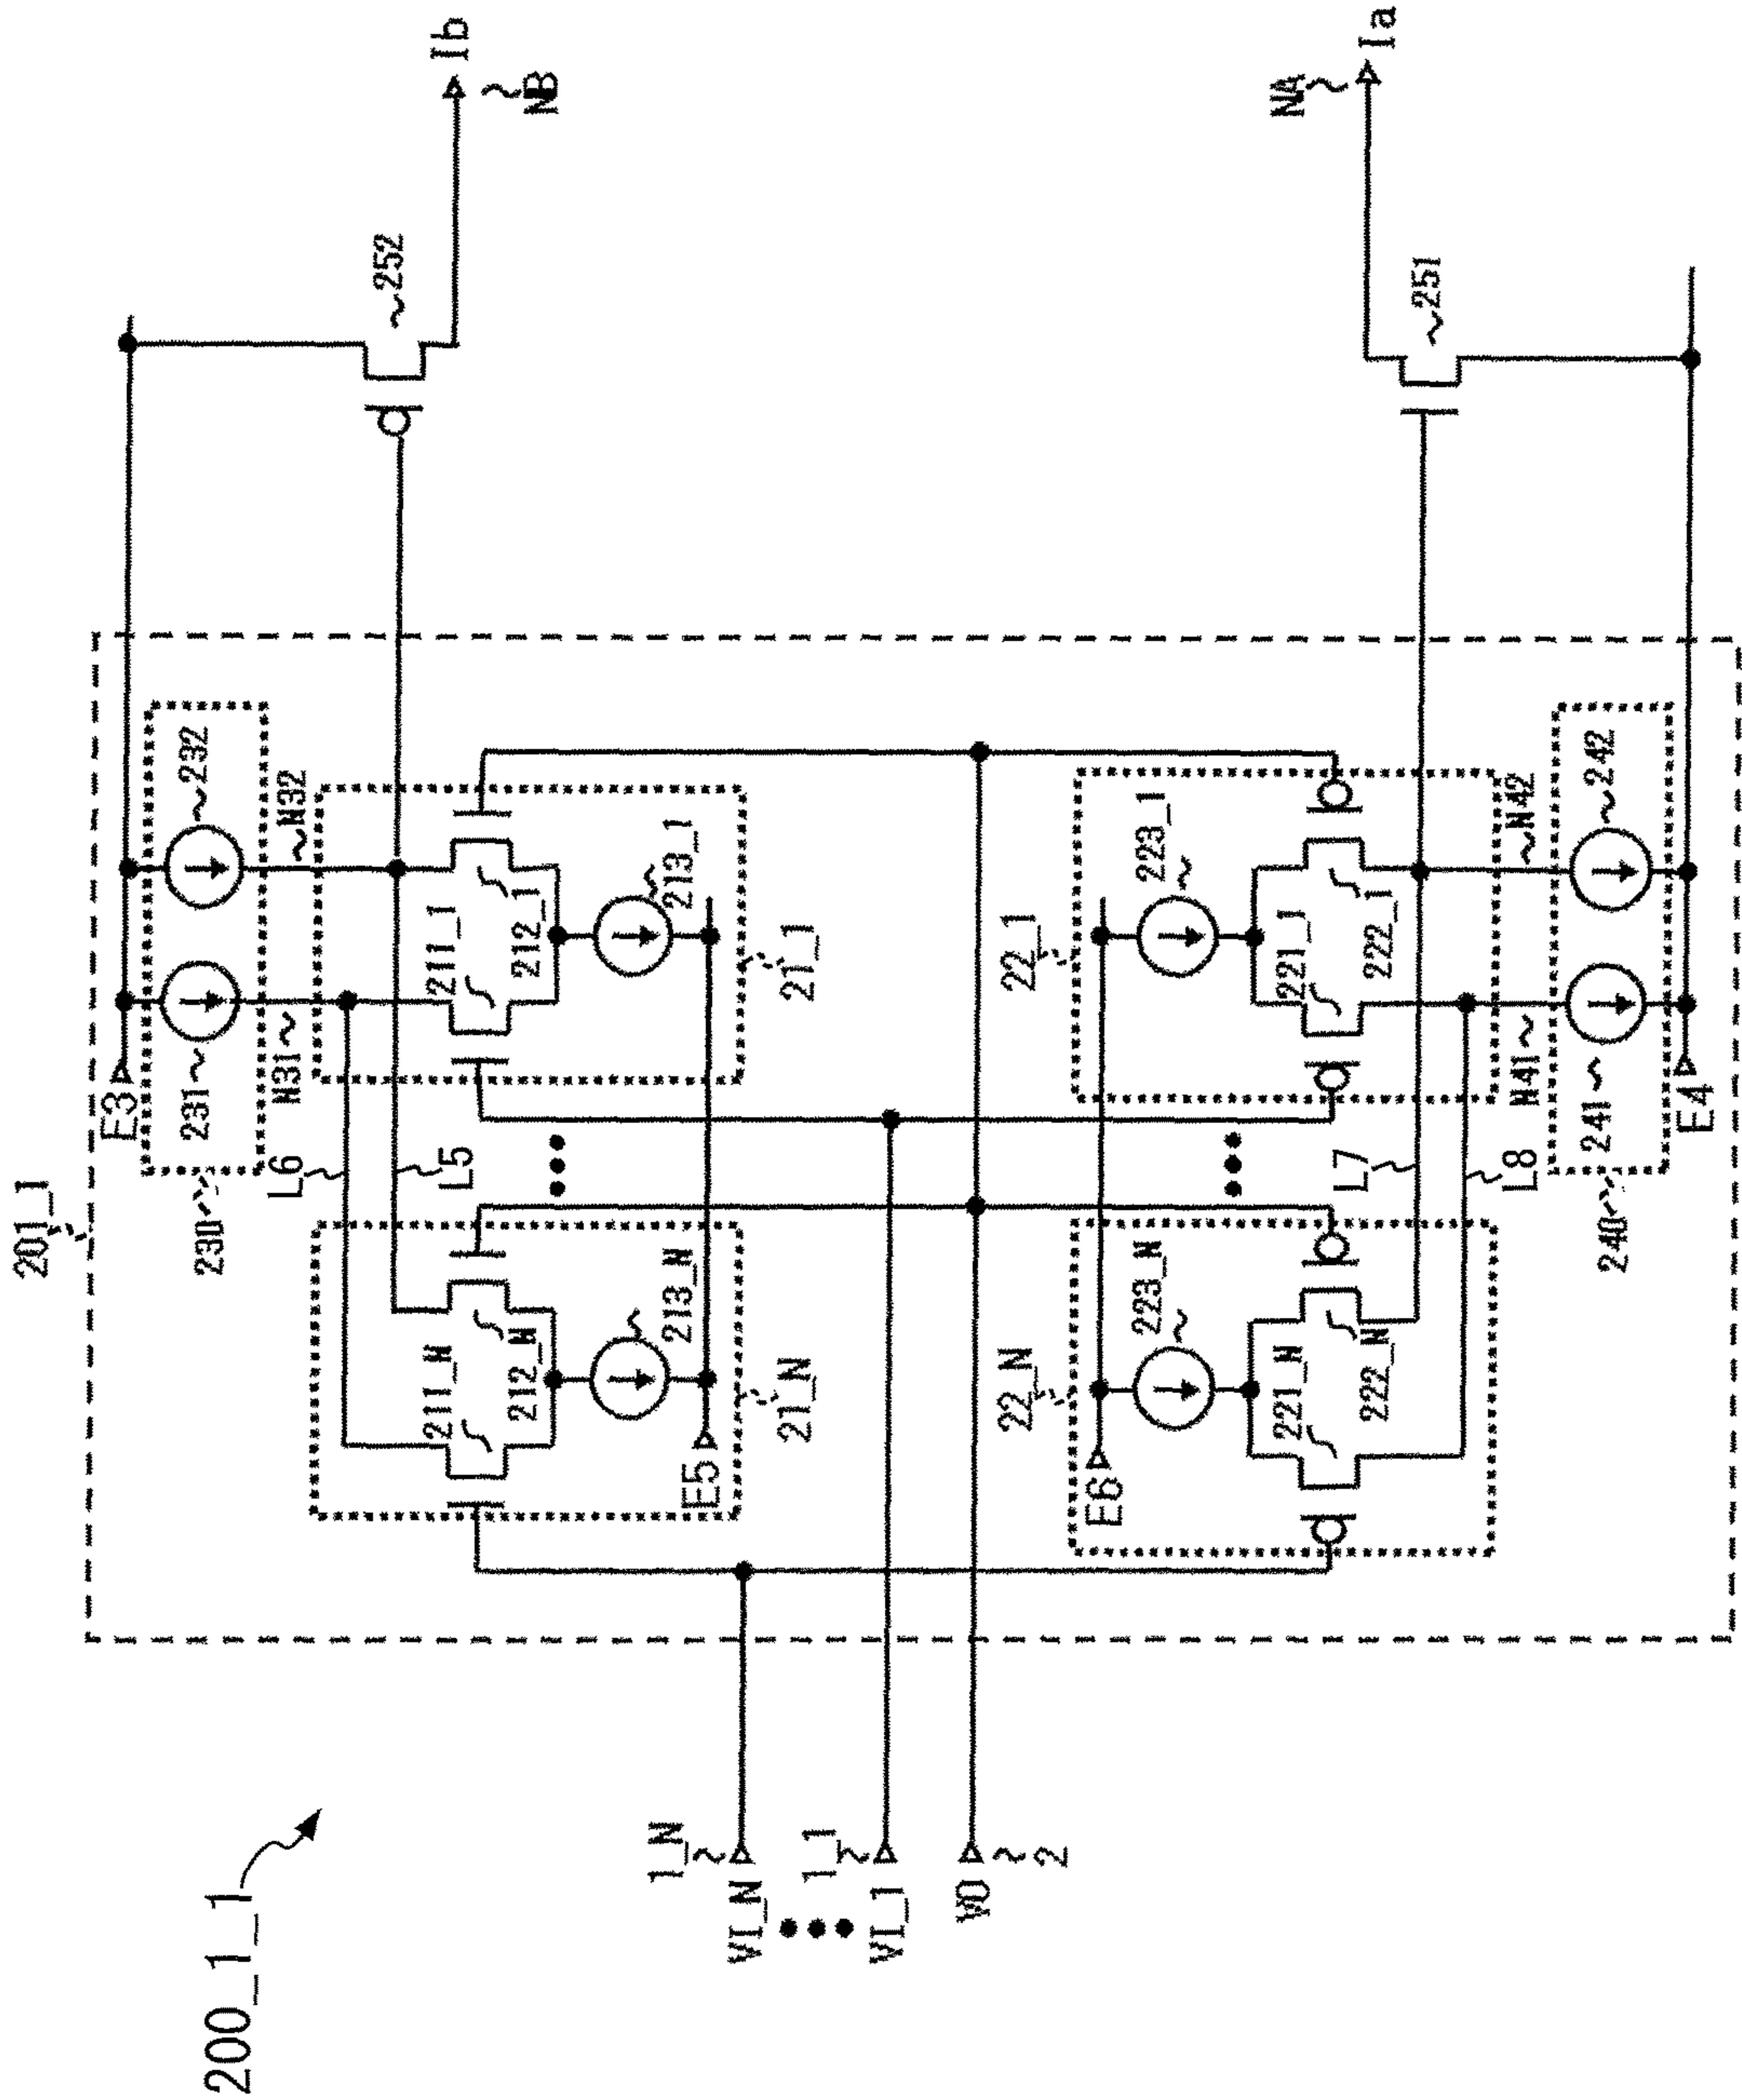 200_1_1
201_1
E3
231
232
230
N31
N32
L6
L5
252
Ib
NB
211_N
212_N
213_N
21_N
E5
211_1
212_1
213_1
21_1
1_N
VI_N
1_1
VI_1
VO
2
22_N
223_N
E6
221_N
222_N
22_1
223_1
221_1
222_1
L7
L8
N41
N42
241
242
240
E4
251
NA
Ia